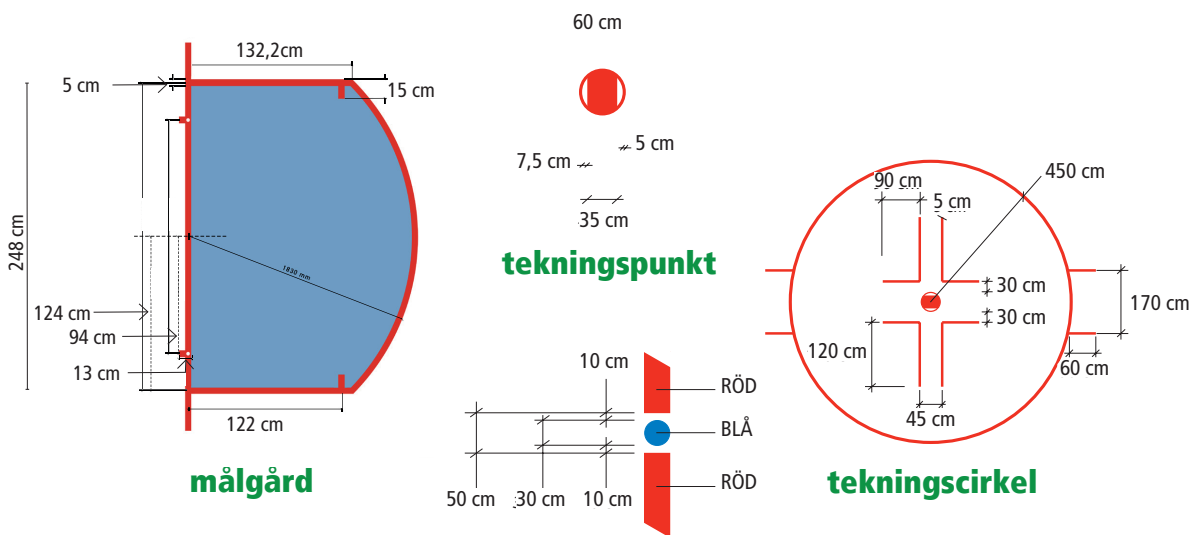 132,2cm
5 cm
15 cm
248 cm
1830 mm
124 cm
94 cm
13 cm
122 cm
målgård
60 cm
5 cm
7,5 cm
35 cm
tekningspunkt
10 cm
RÖD
BLÅ
RÖD
50 cm
30 cm
10 cm
450 cm
90 cm
5 cm
30 cm
30 cm
170 cm
120 cm
60 cm
45 cm
tekningscirkel